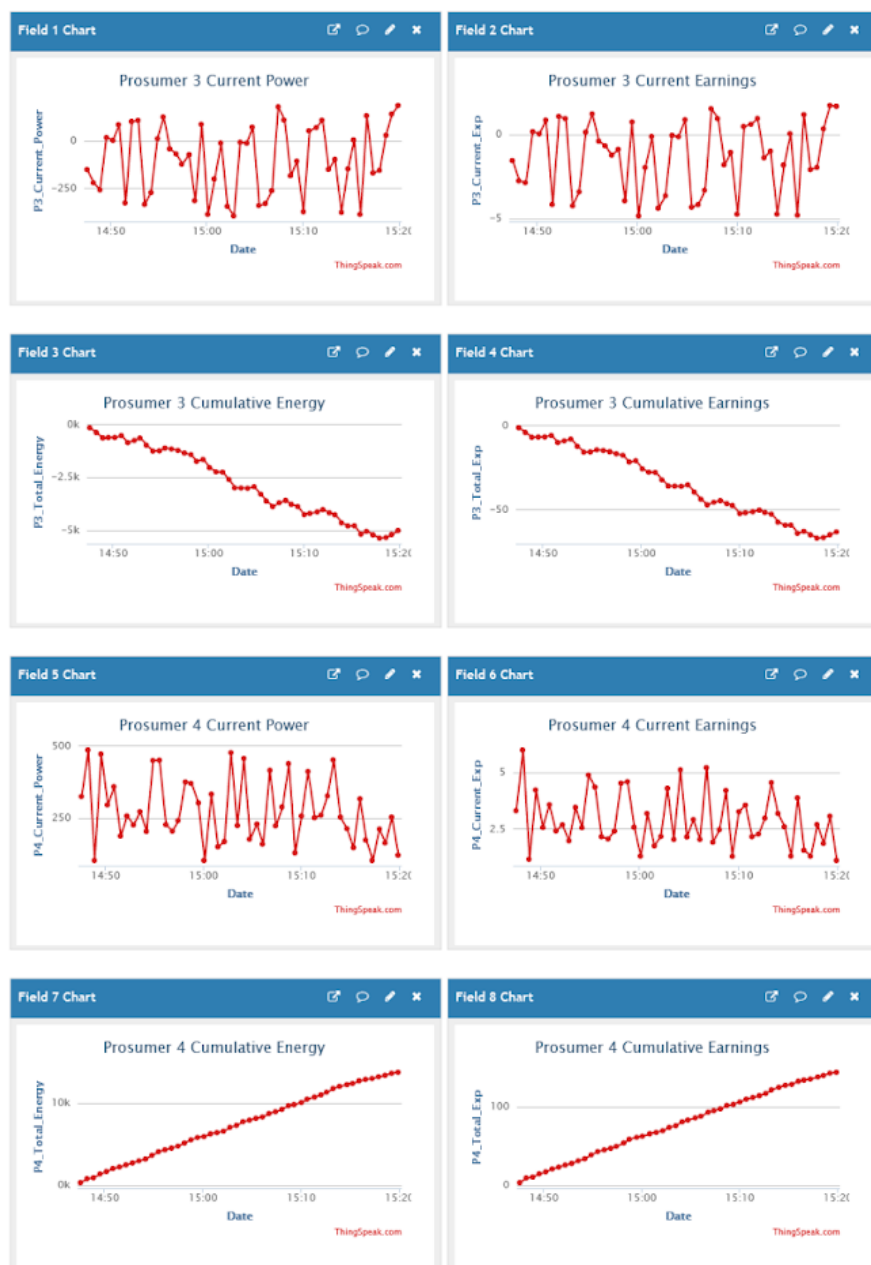 Field 1 Chart
Prosumer 3 Current Power
P3_Current_Power
0
-250
14:50 15:00 15:10 15:20
Date
ThingSpeak.com
Field 2 Chart
Prosumer 3 Current Earnings
P3_Current_Exp
0
-5
14:50 15:00 15:10 15:20
Date
ThingSpeak.com
Field 3 Chart
Prosumer 3 Cumulative Energy
P3_Total_Energy
0k
-2.5k
-5k
14:50 15:00 15:10 15:20
Date
ThingSpeak.com
Field 4 Chart
Prosumer 3 Cumulative Earnings
P3_Total_Exp
0
-50
14:50 15:00 15:10 15:20
Date
ThingSpeak.com
Field 5 Chart
Prosumer 4 Current Power
P4_Current_Power
500
250
14:50 15:00 15:10 15:20
Date
ThingSpeak.com
Field 6 Chart
Prosumer 4 Current Earnings
P4_Current_Exp
5
2.5
14:50 15:00 15:10 15:20
Date
ThingSpeak.com
Field 7 Chart
Prosumer 4 Cumulative Energy
P4_Total_Energy
10k
0k
14:50 15:00 15:10 15:20
Date
ThingSpeak.com
Field 8 Chart
Prosumer 4 Cumulative Earnings
P4_Total_Exp
100
0
14:50 15:00 15:10 15:20
Date
ThingSpeak.com